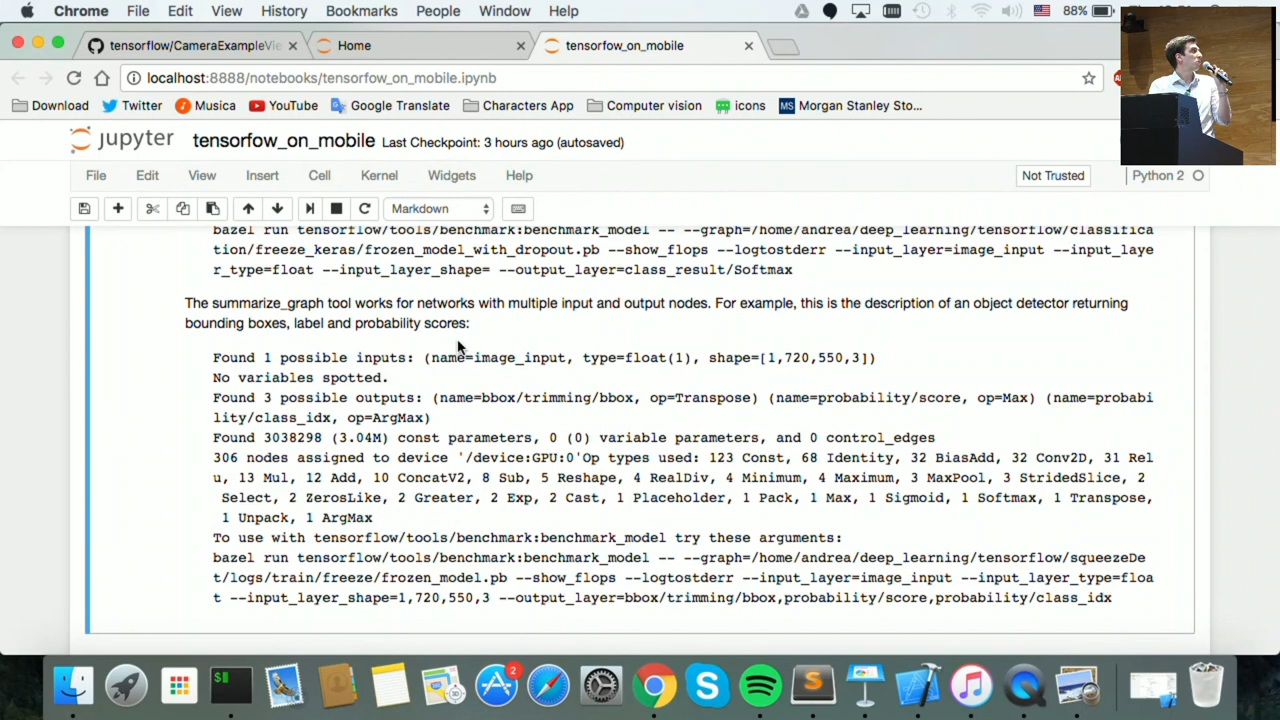 Chrome File Edit View History Bookmarks People Window Help 88%
tensorflow/CameraExampleVie Home tensorfow_on_mobile
localhost:8888/notebooks/tensorfow_on_mobile.ipynb
Download Twitter Musica YouTube Google Translate Characters App Computer vision icons MS Morgan Stanley Sto...
jupyter tensorfow_on_mobile Last Checkpoint: 3 hours ago (autosaved)
File Edit View Insert Cell Kernel Widgets Help Not Trusted Python 2
Markdown
bazel run tensorflow/tools/benchmark:benchmark_model -- --graph=/home/andrea/deep_learning/tensorflow/classifica
tion/freeze_keras/frozen_model_with_dropout.pb --show_flops --logtostderr --input_layer=image_input --input_laye
r_type=float --input_layer_shape= --output_layer=class_result/Softmax
The summarize_graph tool works for networks with multiple input and output nodes. For example, this is the description of an object detector returning
bounding boxes, label and probability scores:
Found 1 possible inputs: (name=image_input, type=float(1), shape=[1,720,550,3])
No variables spotted.
Found 3 possible outputs: (name=bbox/trimming/bbox, op=Transpose) (name=probability/score, op=Max) (name=probabi
lity/class_idx, op=ArgMax)
Found 3038298 (3.04M) const parameters, 0 (0) variable parameters, and 0 control_edges
306 nodes assigned to device '/device:GPU:0'Op types used: 123 Const, 68 Identity, 32 BiasAdd, 32 Conv2D, 31 Rel
u, 13 Mul, 12 Add, 10 ConcatV2, 8 Sub, 5 Reshape, 4 RealDiv, 4 Minimum, 4 Maximum, 3 MaxPool, 3 StridedSlice, 2
Select, 2 ZerosLike, 2 Greater, 2 Exp, 2 Cast, 1 Placeholder, 1 Pack, 1 Max, 1 Sigmoid, 1 Softmax, 1 Transpose,
1 Unpack, 1 ArgMax
To use with tensorflow/tools/benchmark:benchmark_model try these arguments:
bazel run tensorflow/tools/benchmark:benchmark_model -- --graph=/home/andrea/deep_learning/tensorflow/squeezeDe
t/logs/train/freeze/frozen_model.pb --show_flops --logtostderr --input_layer=image_input --input_layer_type=floa
t --input_layer_shape=1,720,550,3 --output_layer=bbox/trimming/bbox,probability/score,probability/class_idx
$
2
S